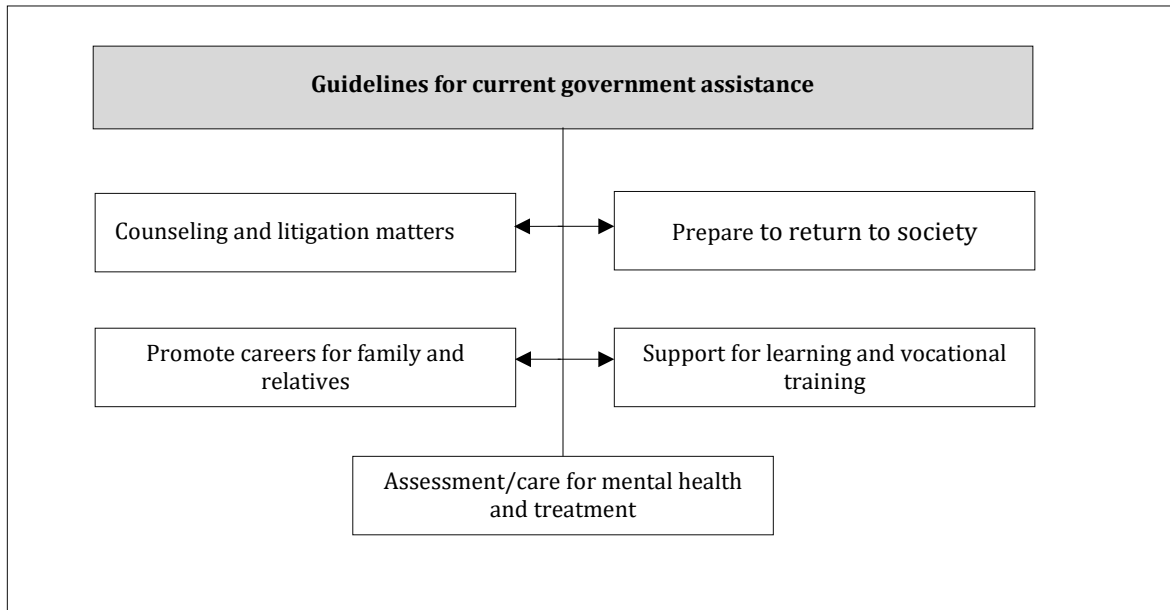 Guidelines for current government assistance
Counseling and litigation matters
Prepare to return to society
Promote careers for family and
relatives
Support for learning and vocational
training
Assessment/care for mental health
and treatment